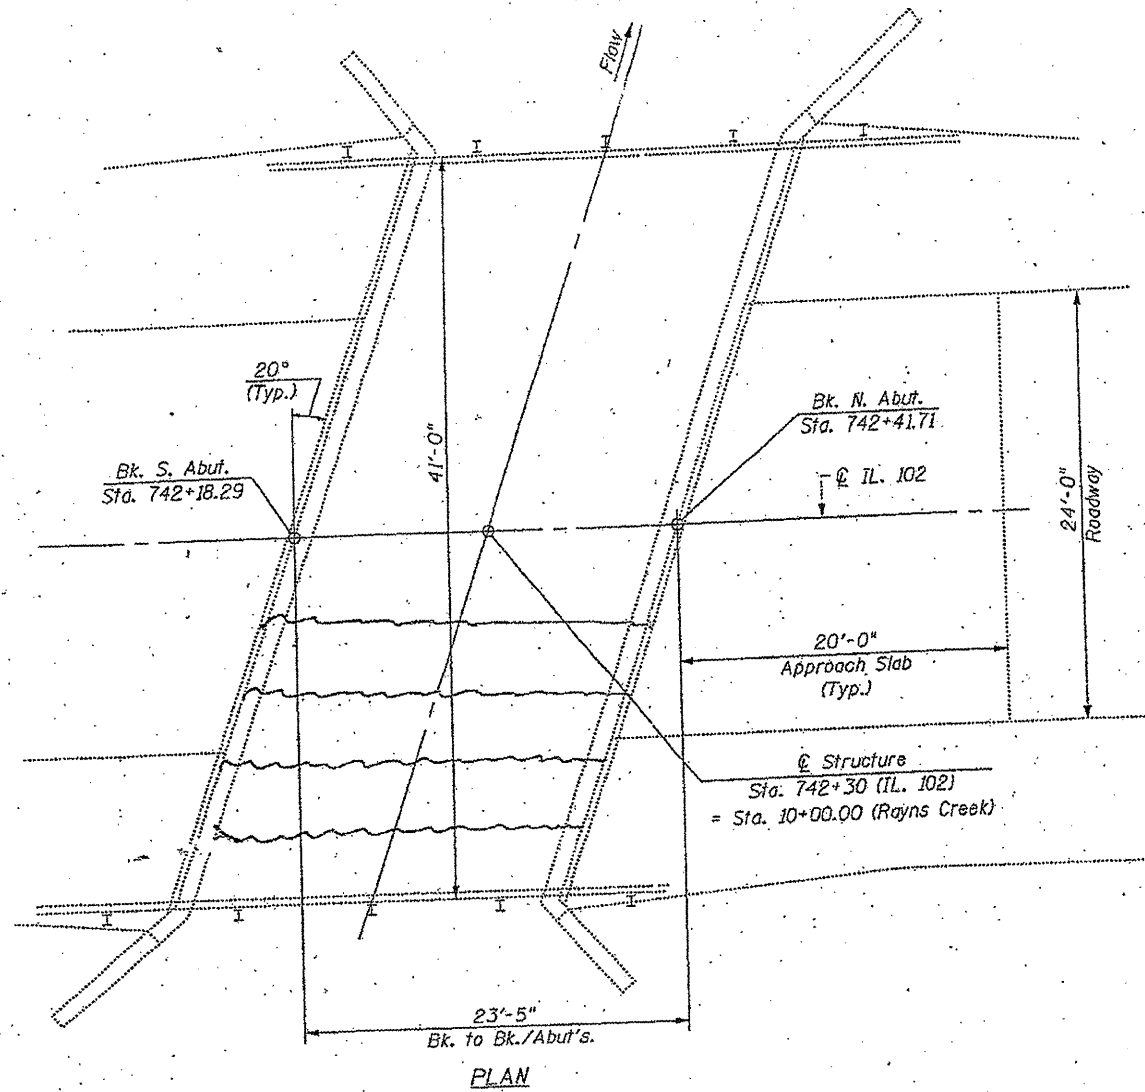 Flow
20°
(Typ.)
Bk. N. Abut.
Sta. 742+41.71
41'-0"
℄ IL. 102
Bk. S. Abut.
Sta. 742+18.29
24'-0"
Roadway
20'-0"
Approach Slab
(Typ.)
℄ Structure
Sta. 742+30 (IL. 102)
= Sta. 10+00.00 (Rayns Creek)
23'-5"
Bk. to Bk./Abut's.
PLAN